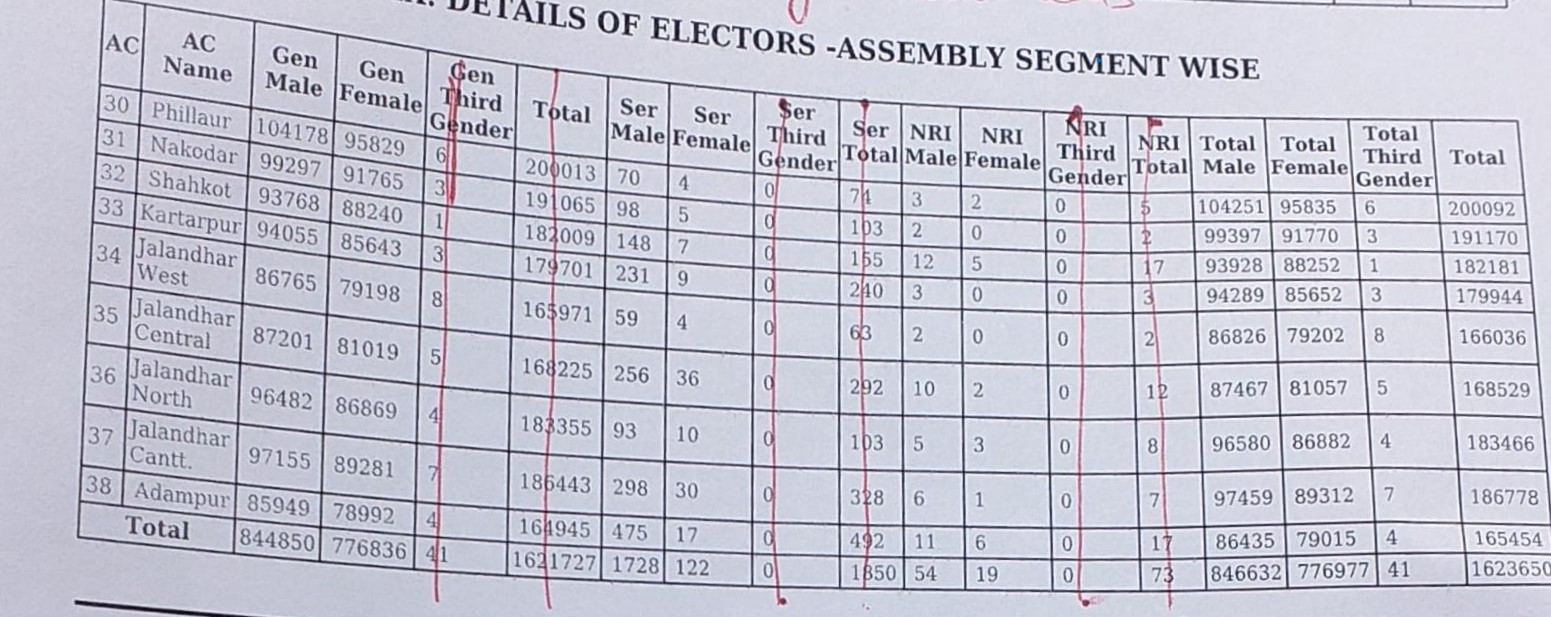 DETAILS OF ELECTORS -ASSEMBLY SEGMENT WISE
AC | AC Name | Gen Male | Gen Female | Gen Third Gender | Total | Ser Male | Ser Female | Ser Third Gender | Ser Total | NRI Male | NRI Female | NRI Third Gender | NRI Total | Total Male | Total Female | Total Third Gender | Total
30 | Phillaur | 104178 | 95829 | 6 | 200013 | 70 | 4 | 0 | 74 | 3 | 2 | 0 | 5 | 104251 | 95835 | 6 | 200092
31 | Nakodar | 99297 | 91765 | 3 | 191065 | 98 | 5 | 0 | 103 | 2 | 0 | 0 | 2 | 99397 | 91770 | 3 | 191170
32 | Shahkot | 93768 | 88240 | 1 | 182009 | 148 | 7 | 0 | 155 | 12 | 5 | 0 | 17 | 93928 | 88252 | 1 | 182181
33 | Kartarpur | 94055 | 85643 | 3 | 179701 | 231 | 9 | 0 | 240 | 3 | 0 | 0 | 3 | 94289 | 85652 | 3 | 179944
34 | Jalandhar West | 86765 | 79198 | 8 | 165971 | 59 | 4 | 0 | 63 | 2 | 0 | 0 | 2 | 86826 | 79202 | 8 | 166036
35 | Jalandhar Central | 87201 | 81019 | 5 | 168225 | 256 | 36 | 0 | 292 | 10 | 2 | 0 | 12 | 87467 | 81057 | 5 | 168529
36 | Jalandhar North | 96482 | 86869 | 4 | 183355 | 93 | 10 | 0 | 103 | 5 | 3 | 0 | 8 | 96580 | 86882 | 4 | 183466
37 | Jalandhar Cantt. | 97155 | 89281 | 7 | 186443 | 298 | 30 | 0 | 328 | 6 | 1 | 0 | 7 | 97459 | 89312 | 7 | 186778
38 | Adampur | 85949 | 78992 | 4 | 164945 | 475 | 17 | 0 | 492 | 11 | 6 | 0 | 17 | 86435 | 79015 | 4 | 165454
Total | 844850 | 776836 | 41 | 1621727 | 1728 | 122 | 0 | 1850 | 54 | 19 | 0 | 73 | 846632 | 776977 | 41 | 1623650